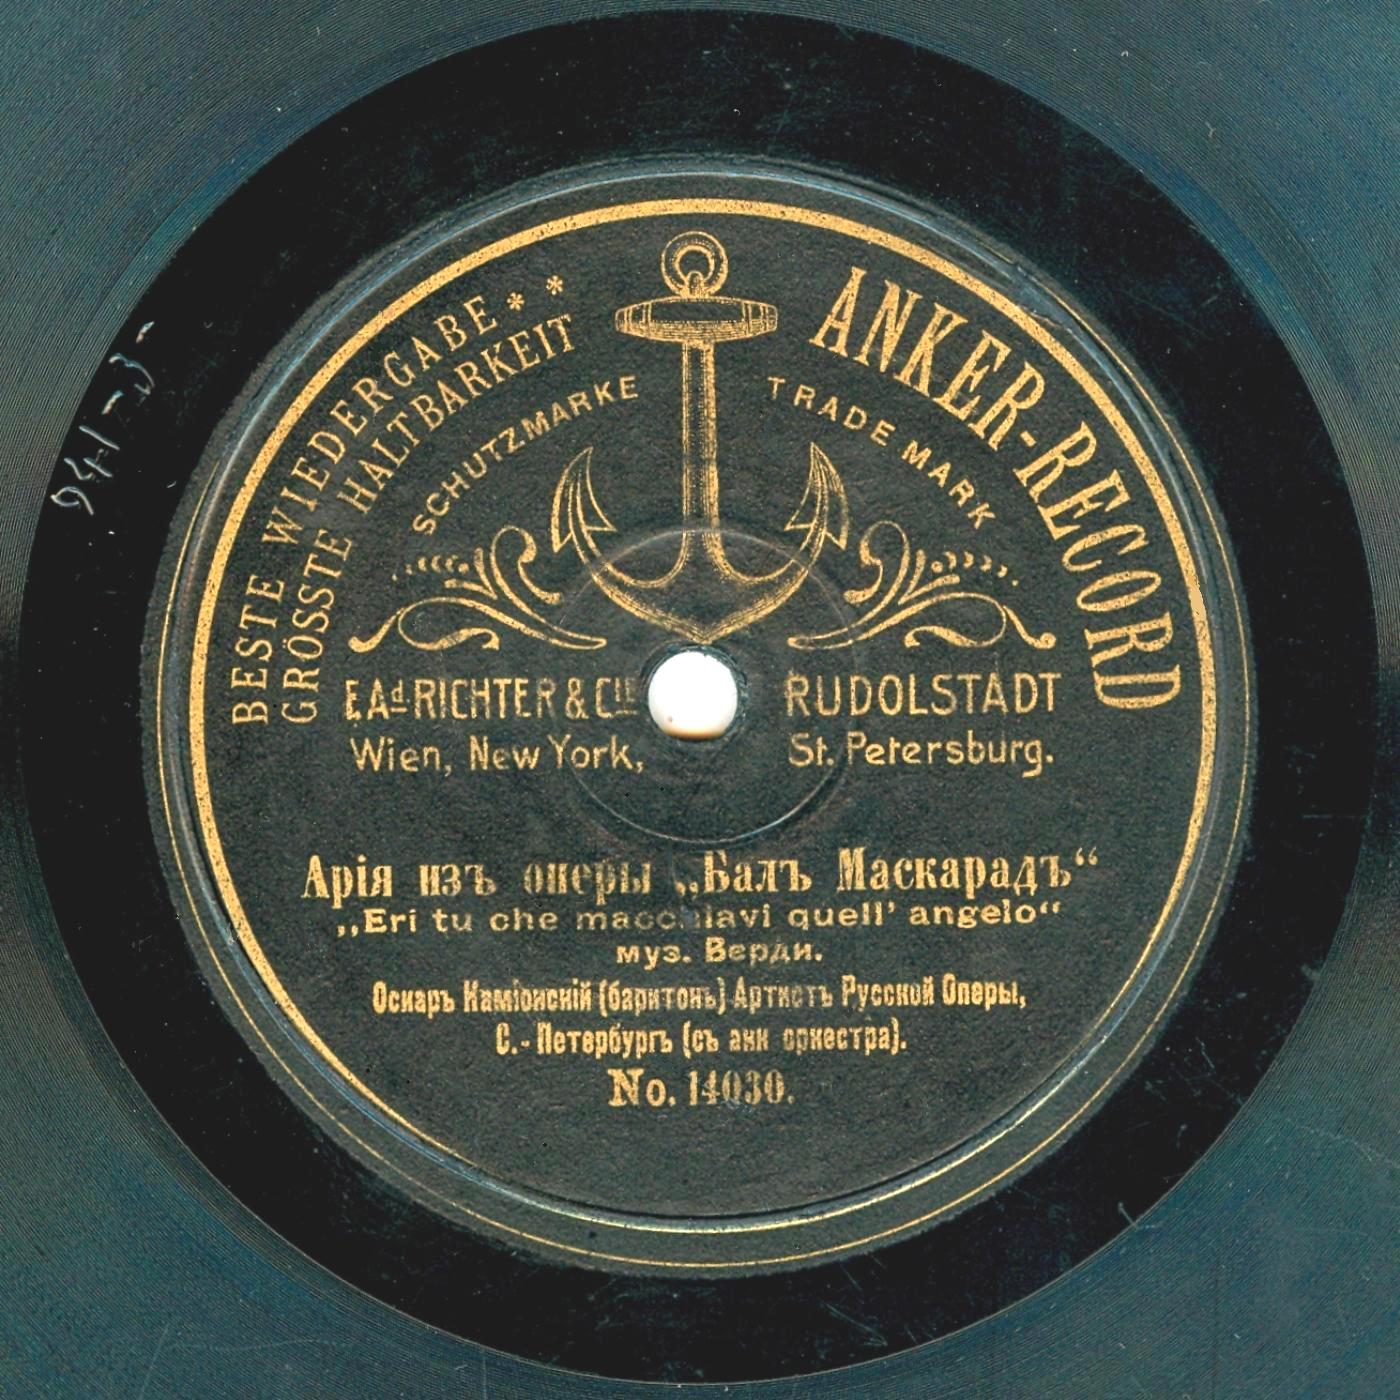 BESTE WIEDERGABE * *
GRÖSSTE HALTBARKEIT
SCHUTZMARKE
TRADE MARK
ANKER-RECORD
F. Ad. RICHTER & Cie
RUDOLSTADT
Wien, New York,
St. Petersburg.
Арія изъ оперы „Балъ Маскарадъ“
„Eri tu che macchiavi quell' angelo“
муз. Верди.
Оскаръ Каміонскій (баритонъ) Артистъ Русской Оперы,
С.-Петербургъ (съ акк оркестра).
No. 14030.